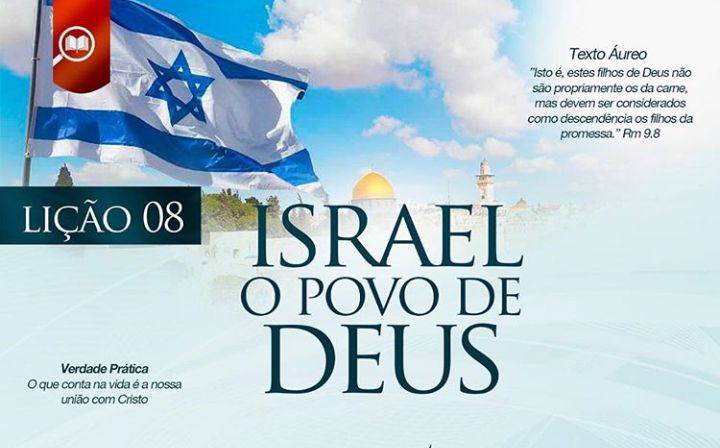 Texto Áureo
"Isto é, estes filhos de Deus não
são propriamente os da carne,
mas devem ser considerados
como descendência os filhos da
promessa." Rm 9.8
LIÇÃO 08
ISRAEL
O POVO DE
DEUS
Verdade Prática
O que conta na vida é a nossa
união com Cristo